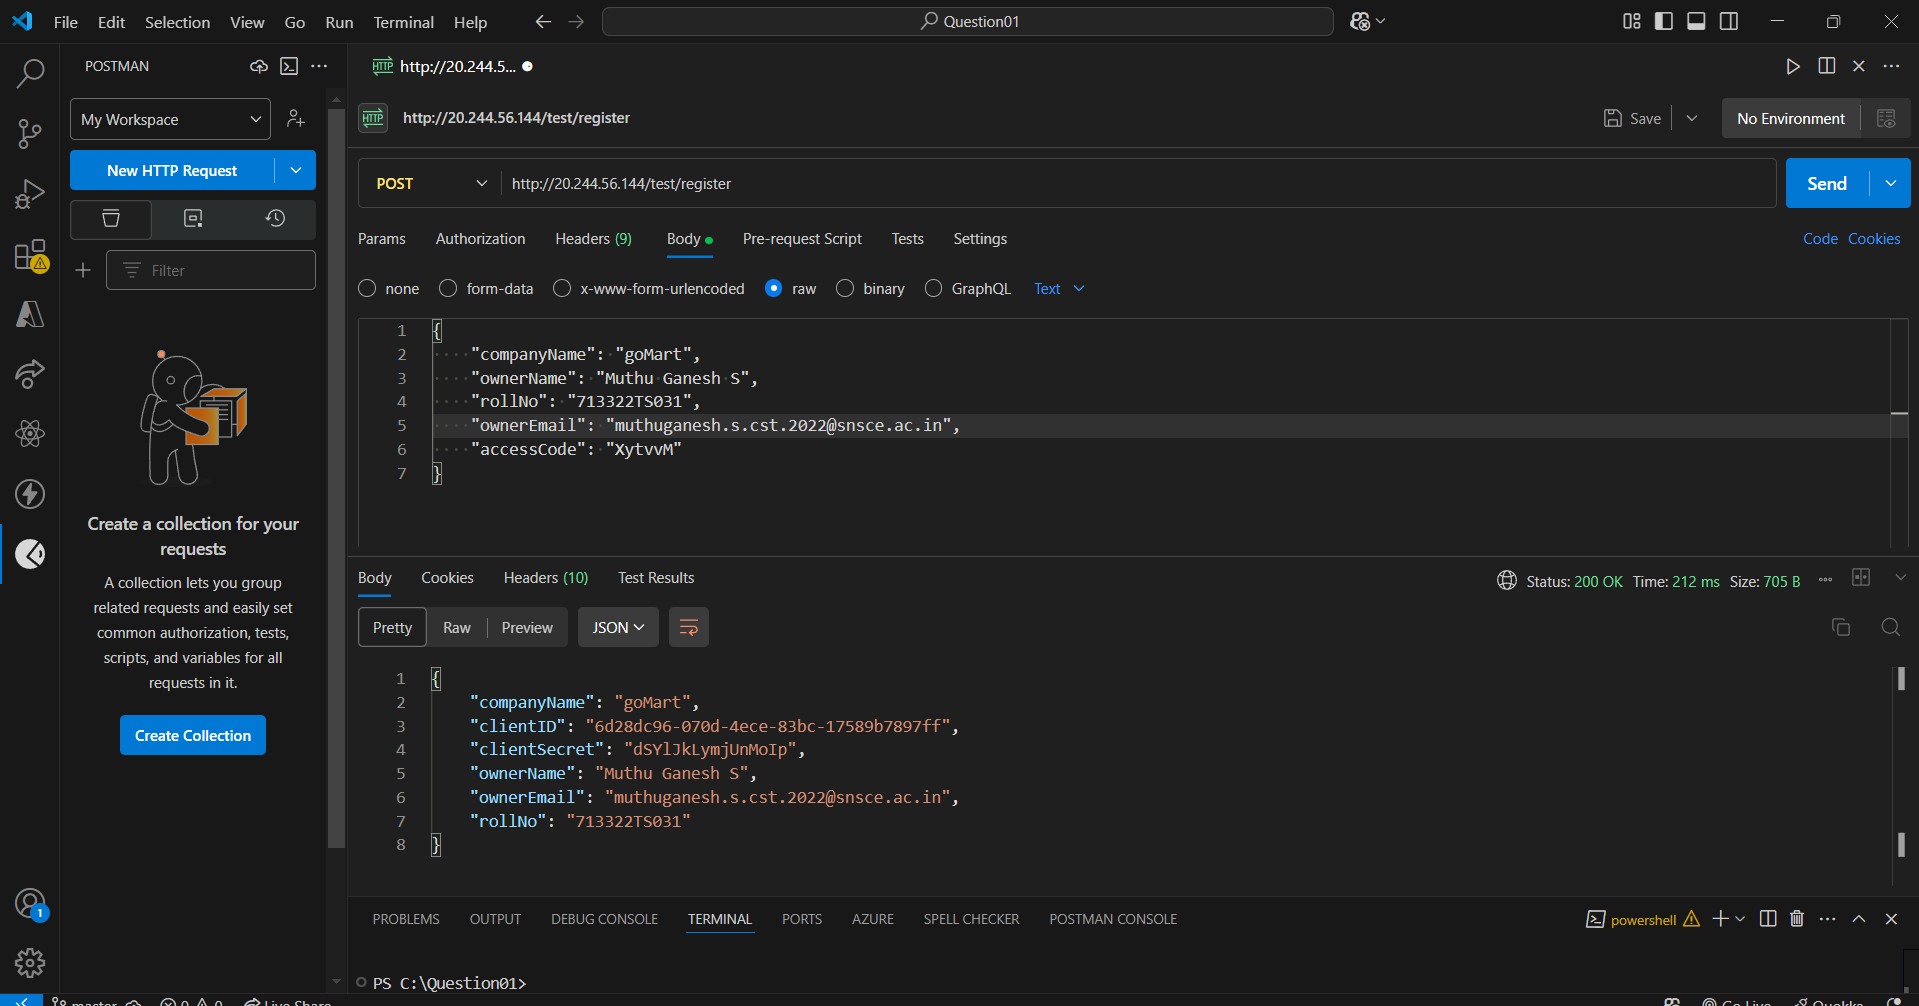 File Edit Selection View Go Run Terminal Help
Question01
POSTMAN
My Workspace
New HTTP Request
Filter
Create a collection for your
requests
A collection lets you group
related requests and easily set
common authorization, tests,
scripts, and variables for all
requests in it.
Create Collection
1
HTTP http://20.244.5...
HTTP http://20.244.56.144/test/register
Save
No Environment
POST http://20.244.56.144/test/register
Send
Params Authorization Headers (9) Body Pre-request Script Tests Settings
Code Cookies
none form-data x-www-form-urlencoded raw binary GraphQL Text
1 {
2 "companyName": "goMart",
3 "ownerName": "Muthu Ganesh S",
4 "rollNo": "713322TS031",
5 "ownerEmail": "muthuganesh.s.cst.2022@snsce.ac.in",
6 "accessCode": "XytvvM"
7 }
Body Cookies Headers (10) Test Results
Status: 200 OK Time: 212 ms Size: 705 B
Pretty Raw Preview JSON
1 {
2 "companyName": "goMart",
3 "clientID": "6d28dc96-070d-4ece-83bc-17589b7897ff",
4 "clientSecret": "dSYlJkLymjUnMoIp",
5 "ownerName": "Muthu Ganesh S",
6 "ownerEmail": "muthuganesh.s.cst.2022@snsce.ac.in",
7 "rollNo": "713322TS031"
8 }
PROBLEMS OUTPUT DEBUG CONSOLE TERMINAL PORTS AZURE SPELL CHECKER POSTMAN CONSOLE
powershell
PS C:\Question01>
master 0 0 Live Share
Go Live Quokka